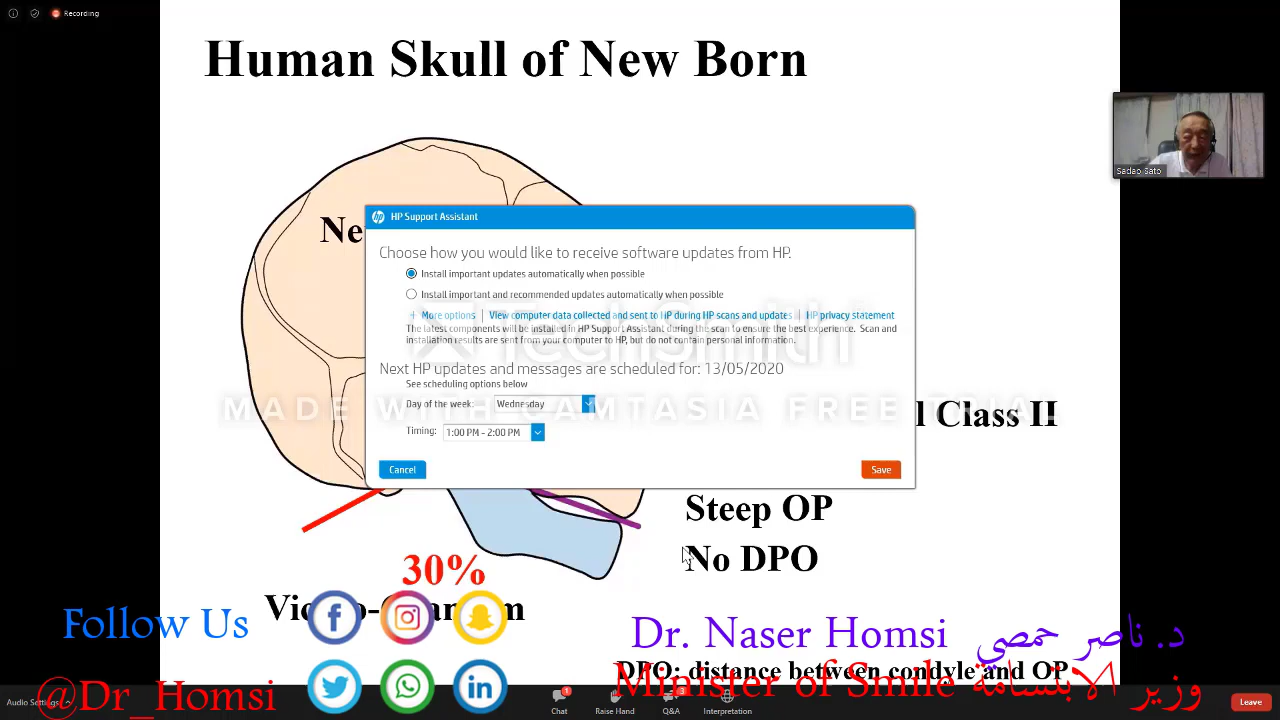 Recording
Human Skull of New Born
Sadao Sato
HP Support Assistant
Choose how you would like to receive software updates from HP.
Install important updates automatically when possible
Install important and recommended updates automatically when possible
+ More options | View computer data collected and sent to HP during HP scans and updates | HP privacy statement
The latest components will be installed in HP Support Assistant during the scan to ensure the best experience. Scan and
installation results are sent from your computer to HP, but do not contain personal information.
TechSmith
Next HP updates and messages are scheduled for: 13/05/2020
See scheduling options below
Day of the week: Wednesday
MADE WITH CAMTASIA FREE TRIAL
l Class II
Timing: 1:00 PM - 2:00 PM
Cancel Save
Steep OP
No DPO
30%
Follow Us
Dr. Naser Homsi د. ناصر حمصي
DPO: distance between condyle and OP
Minister of Smile وزير الابتسامة
@Dr_Homsi
Audio Settings
Chat 1
Raise Hand
Q&A 3
Interpretation
Leave